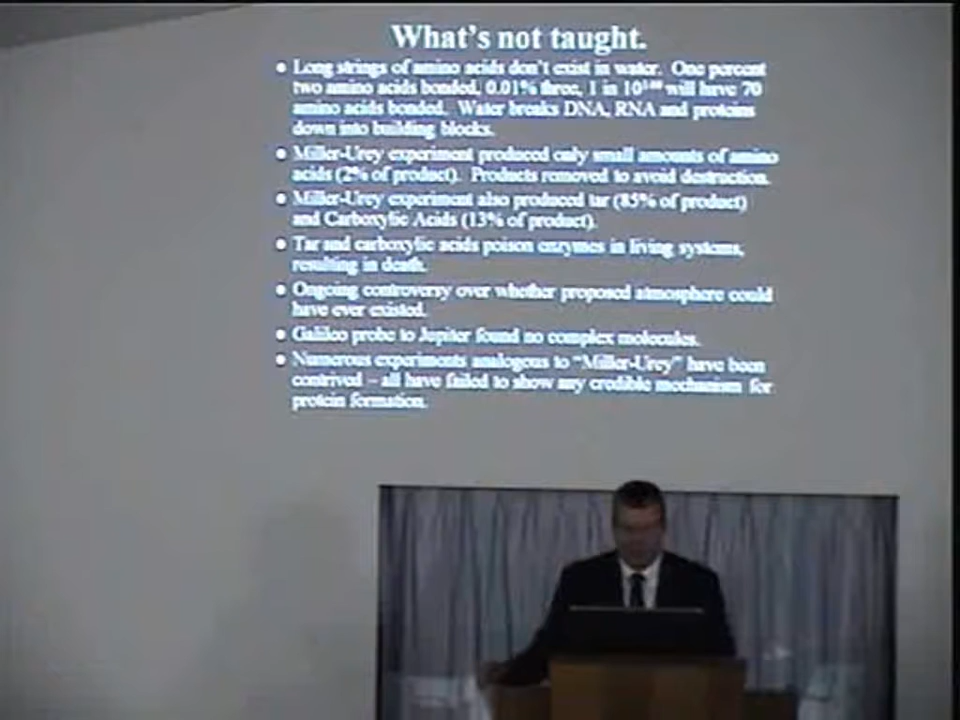 What's not taught.
• Long strings of amino acids don't exist in water. One percent
two amino acids bonded, 0.01% three, 1 in 10 will have 70
amino acids bonded. Water breaks DNA, RNA and proteins
down into building blocks.
• Miller-Urey experiment produced only small amounts of amino
acids (2% of product). Products removed to avoid destruction.
• Miller-Urey experiment also produced tar (85% of product)
and Carboxylic Acids (13% of product).
• Tar and carboxylic acids poison enzymes in living systems,
resulting in death.
• Ongoing controversy over whether proposed atmosphere could
have ever existed.
• Galileo probe to Jupiter found no complex molecules.
• Numerous experiments analogous to "Miller-Urey" have been
contrived – all have failed to show any credible mechanism for
protein formation.